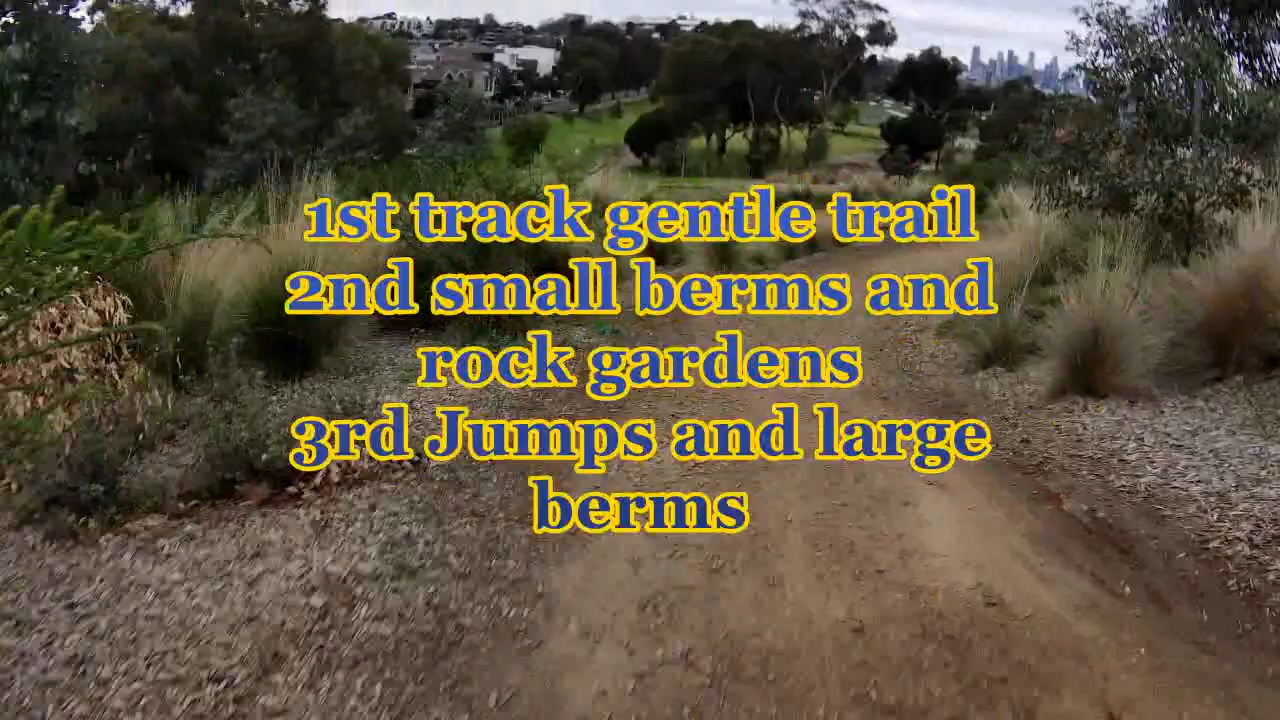 1st track gentle trail
2nd small berms and
rock gardens
3rd Jumps and large
berms